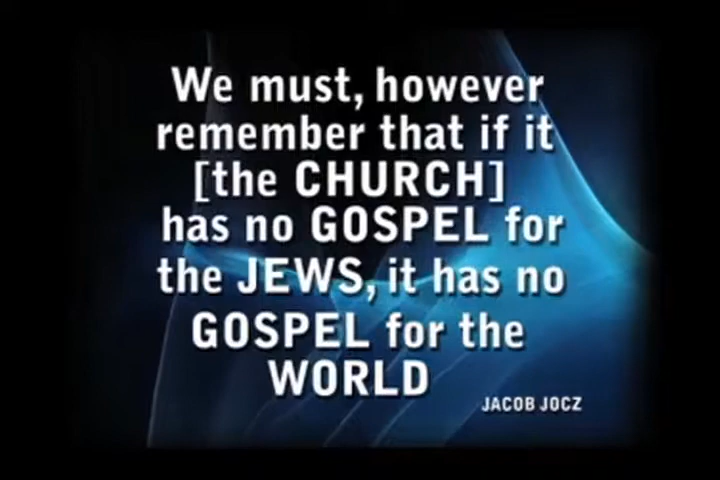 We must, however
remember that if it
[the CHURCH]
has no GOSPEL for
the JEWS, it has no
GOSPEL for the
WORLD
JACOB JOCZ